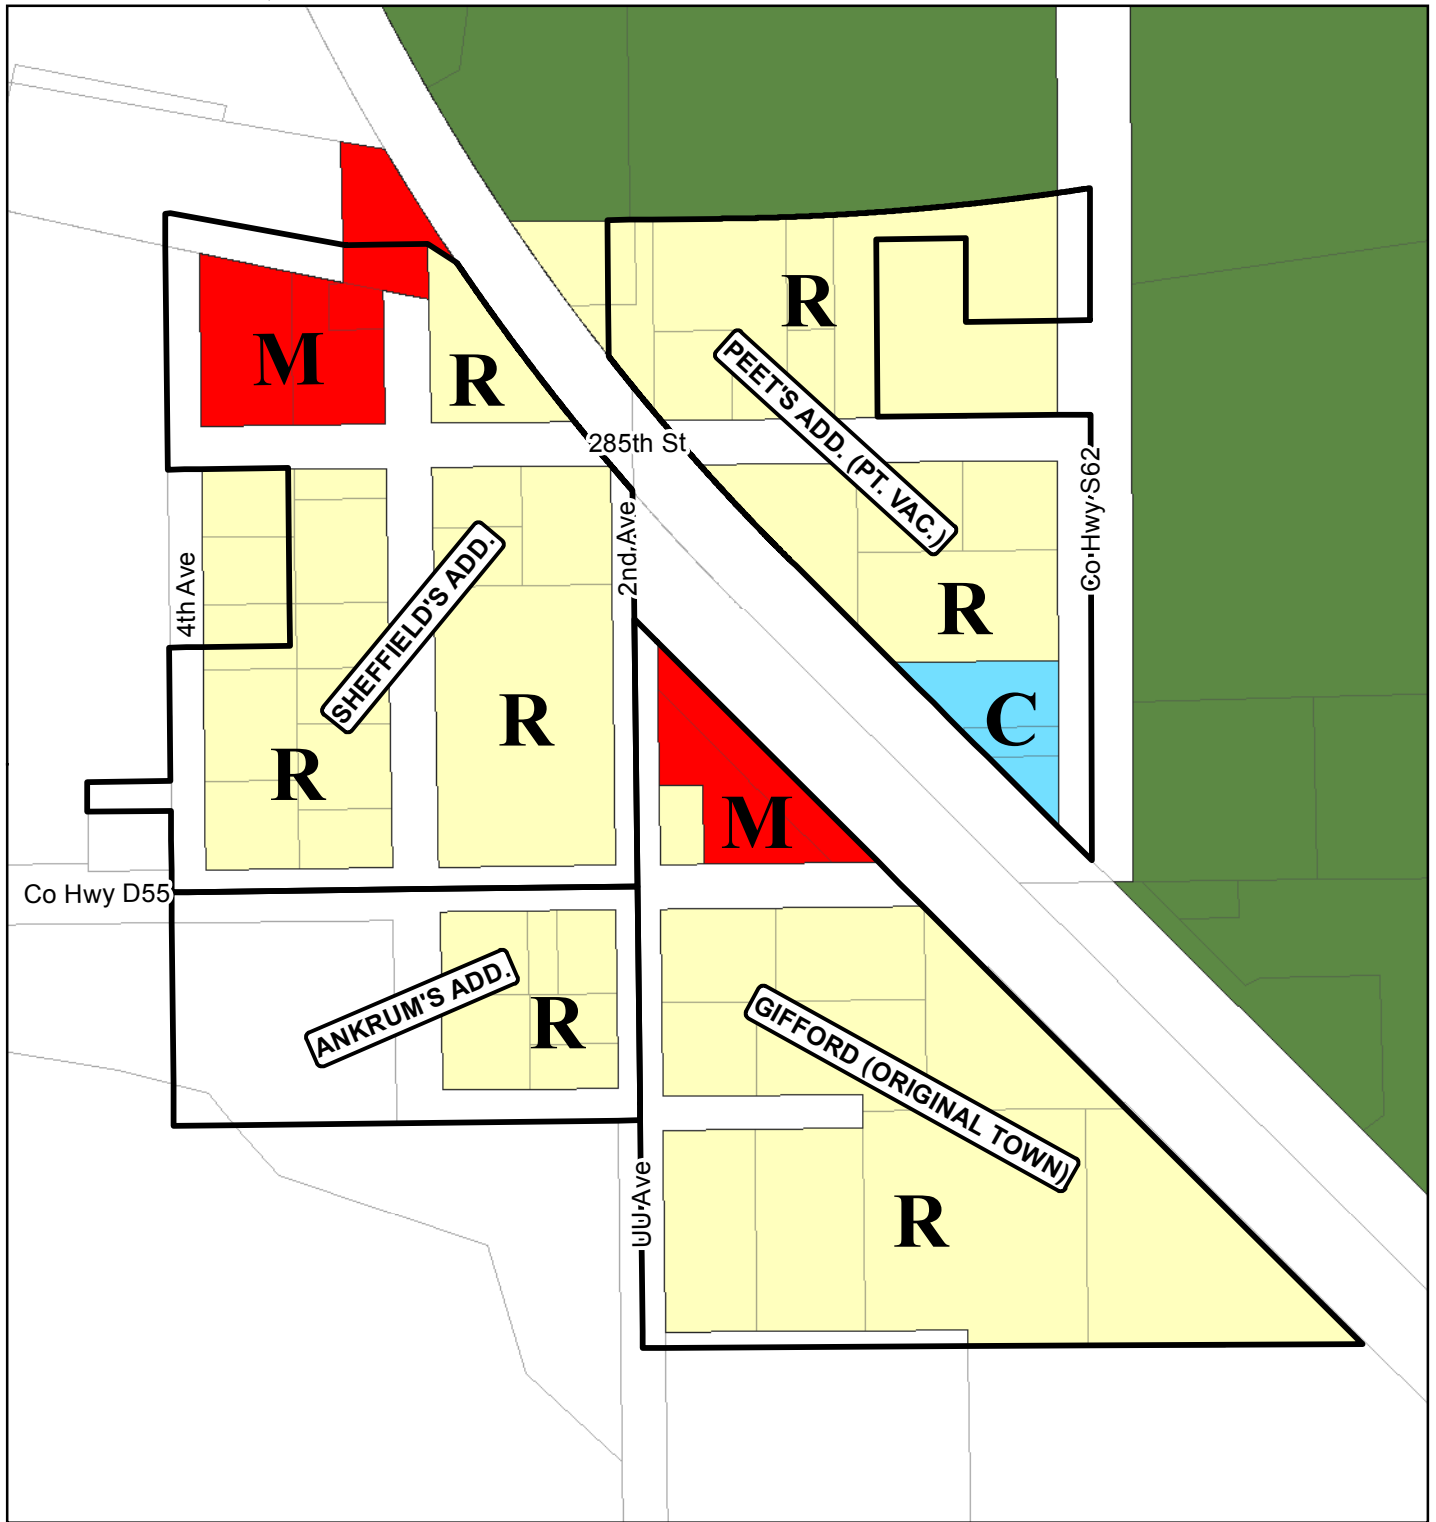 R
M
R
PEET'S ADD. (PT. VAC.)
285th St
Co Hwy S62
2nd Ave
4th Ave
SHEFFIELD'S ADD.
R
R
C
R
M
Co Hwy D55
ANKRUM'S ADD.
R
GIFFORD (ORIGINAL TOWN)
UU Ave
R